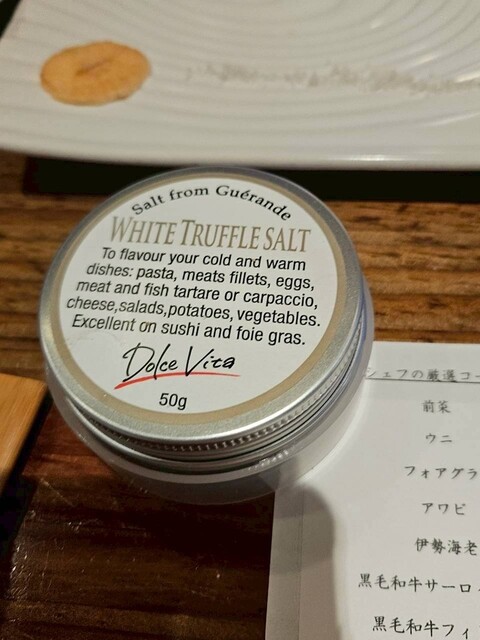 Salt from Guérande
WHITE TRUFFLE SALT
To flavour your cold and warm
dishes: pasta, meats fillets, eggs,
meat and fish tartare or carpaccio,
cheese,salads,potatoes,vegetables.
Excellent on sushi and foie gras.
Dolce Vita
50g
シェフの厳選コー
前菜
ウニ
フォアグラ
アワビ
伊勢海老
黒毛和牛サーロ
黒毛和牛フィ